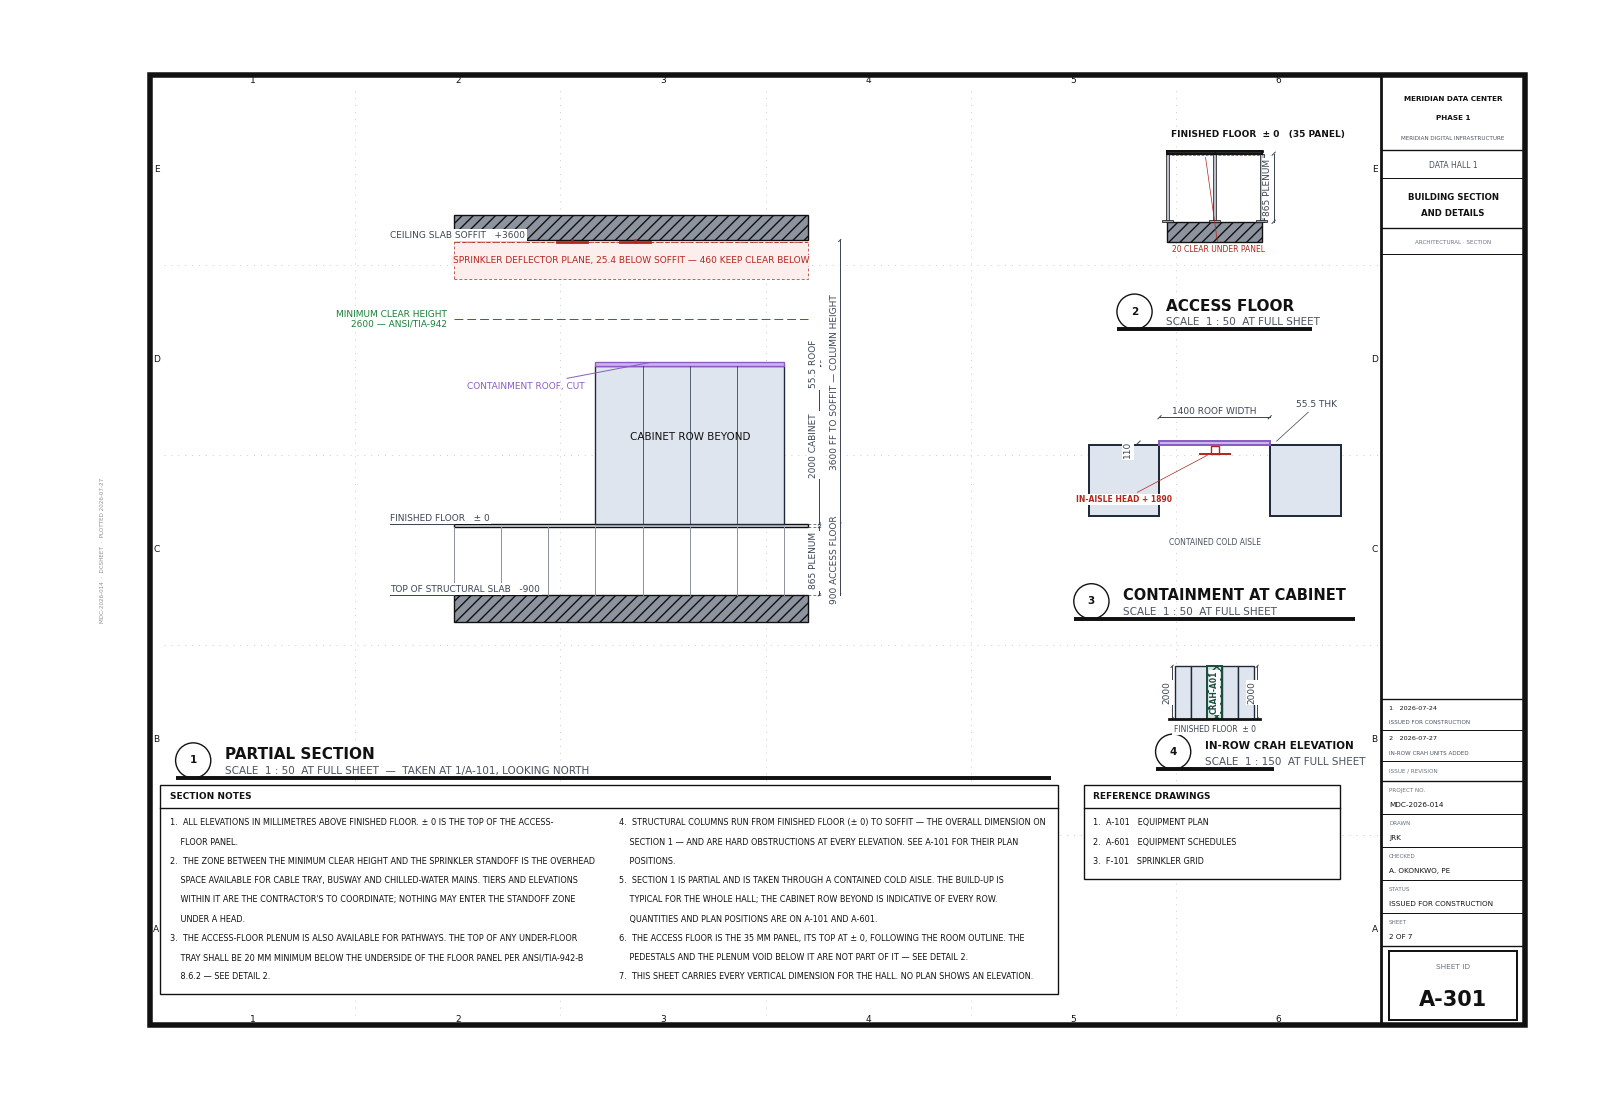 1 2 3 4 5 6
E E
D D
C C
B B
A A
1 2 3 4 5 6
MDC-2026-014 · DCSHEET · PLOTTED 2026-07-27
CEILING SLAB SOFFIT +3600
SPRINKLER DEFLECTOR PLANE, 25.4 BELOW SOFFIT — 460 KEEP CLEAR BELOW
MINIMUM CLEAR HEIGHT
2600 — ANSI/TIA-942
CONTAINMENT ROOF, CUT
CABINET ROW BEYOND
FINISHED FLOOR ± 0
TOP OF STRUCTURAL SLAB -900
55.5 ROOF
2000 CABINET
865 PLENUM
3600 FF TO SOFFIT — COLUMN HEIGHT
900 ACCESS FLOOR
1
PARTIAL SECTION
SCALE 1 : 50 AT FULL SHEET — TAKEN AT 1/A-101, LOOKING NORTH
FINISHED FLOOR ± 0 (35 PANEL)
865 PLENUM
20 CLEAR UNDER PANEL
2
ACCESS FLOOR
SCALE 1 : 50 AT FULL SHEET
1400 ROOF WIDTH
55.5 THK
110
IN-AISLE HEAD + 1890
CONTAINED COLD AISLE
3
CONTAINMENT AT CABINET
SCALE 1 : 50 AT FULL SHEET
2000
CRAH-A01
2000
FINISHED FLOOR ± 0
4
IN-ROW CRAH ELEVATION
SCALE 1 : 150 AT FULL SHEET
SECTION NOTES
1. ALL ELEVATIONS IN MILLIMETRES ABOVE FINISHED FLOOR. ± 0 IS THE TOP OF THE ACCESS-
FLOOR PANEL.
2. THE ZONE BETWEEN THE MINIMUM CLEAR HEIGHT AND THE SPRINKLER STANDOFF IS THE OVERHEAD
SPACE AVAILABLE FOR CABLE TRAY, BUSWAY AND CHILLED-WATER MAINS. TIERS AND ELEVATIONS
WITHIN IT ARE THE CONTRACTOR'S TO COORDINATE; NOTHING MAY ENTER THE STANDOFF ZONE
UNDER A HEAD.
3. THE ACCESS-FLOOR PLENUM IS ALSO AVAILABLE FOR PATHWAYS. THE TOP OF ANY UNDER-FLOOR
TRAY SHALL BE 20 MM MINIMUM BELOW THE UNDERSIDE OF THE FLOOR PANEL PER ANSI/TIA-942-B
8.6.2 — SEE DETAIL 2.
4. STRUCTURAL COLUMNS RUN FROM FINISHED FLOOR (± 0) TO SOFFIT — THE OVERALL DIMENSION ON
SECTION 1 — AND ARE HARD OBSTRUCTIONS AT EVERY ELEVATION. SEE A-101 FOR THEIR PLAN
POSITIONS.
5. SECTION 1 IS PARTIAL AND IS TAKEN THROUGH A CONTAINED COLD AISLE. THE BUILD-UP IS
TYPICAL FOR THE WHOLE HALL; THE CABINET ROW BEYOND IS INDICATIVE OF EVERY ROW.
QUANTITIES AND PLAN POSITIONS ARE ON A-101 AND A-601.
6. THE ACCESS FLOOR IS THE 35 MM PANEL, ITS TOP AT ± 0, FOLLOWING THE ROOM OUTLINE. THE
PEDESTALS AND THE PLENUM VOID BELOW IT ARE NOT PART OF IT — SEE DETAIL 2.
7. THIS SHEET CARRIES EVERY VERTICAL DIMENSION FOR THE HALL. NO PLAN SHOWS AN ELEVATION.
REFERENCE DRAWINGS
1. A-101 EQUIPMENT PLAN
2. A-601 EQUIPMENT SCHEDULES
3. F-101 SPRINKLER GRID
MERIDIAN DATA CENTER
PHASE 1
MERIDIAN DIGITAL INFRASTRUCTURE
DATA HALL 1
BUILDING SECTION
AND DETAILS
ARCHITECTURAL · SECTION
1 2026-07-24
ISSUED FOR CONSTRUCTION
2 2026-07-27
IN-ROW CRAH UNITS ADDED
ISSUE / REVISION
PROJECT NO.
MDC-2026-014
DRAWN
JRK
CHECKED
A. OKONKWO, PE
STATUS
ISSUED FOR CONSTRUCTION
SHEET
2 OF 7
SHEET ID
A-301